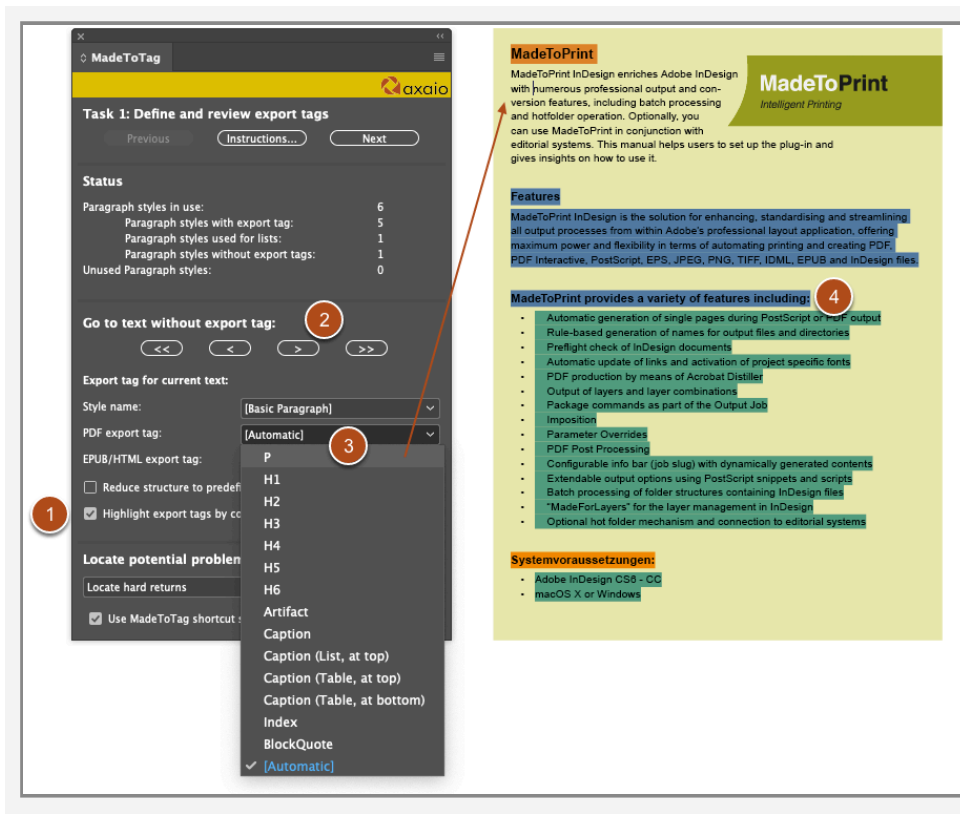 MadeToTag
axaio
Task 1: Define and review export tags
Previous
Instructions...
Next
Status
Paragraph styles in use: 6
Paragraph styles with export tag: 5
Paragraph styles used for lists: 1
Paragraph styles without export tags: 1
Unused Paragraph styles: 0
Go to text without export tag:
2
<<
<
>
>>
Export tag for current text:
Style name: [Basic Paragraph]
PDF export tag: [Automatic]
3
EPUB/HTML export tag:
P
H1
H2
H3
H4
H5
H6
Artifact
Caption
Caption (List, at top)
Caption (Table, at top)
Caption (Table, at bottom)
Index
BlockQuote
[Automatic]
Reduce structure to predef
1
Highlight export tags by co
Locate potential problem
Locate hard returns
Use MadeToTag shortcut s
MadeToPrint
MadeToPrint InDesign enriches Adobe InDesign
with numerous professional output and con-
version features, including batch processing
and hotfolder operation. Optionally, you
can use MadeToPrint in conjunction with
editorial systems. This manual helps users to set up the plug-in and
gives insights on how to use it.
MadeToPrint
Intelligent Printing
Features
MadeToPrint InDesign is the solution for enhancing, standardising and streamlining
all output processes from within Adobe's professional layout application, offering
maximum power and flexibility in terms of automating printing and creating PDF,
PDF Interactive, PostScript, EPS, JPEG, PNG, TIFF, IDML, EPUB and InDesign files.
MadeToPrint provides a variety of features including:
4
• Automatic generation of single pages during PostScript or PDF output
• Rule-based generation of names for output files and directories
• Preflight check of InDesign documents
• Automatic update of links and activation of project specific fonts
• PDF production by means of Acrobat Distiller
• Output of layers and layer combinations
• Package commands as part of the Output Job
• Imposition
• Parameter Overrides
• PDF Post Processing
• Configurable info bar (job slug) with dynamically generated contents
• Extendable output options using PostScript snippets and scripts
• Batch processing of folder structures containing InDesign files
• "MadeForLayers" for the layer management in InDesign
• Optional hot folder mechanism and connection to editorial systems
Systemvoraussetzungen:
• Adobe InDesign CS6 - CC
• macOS X or Windows